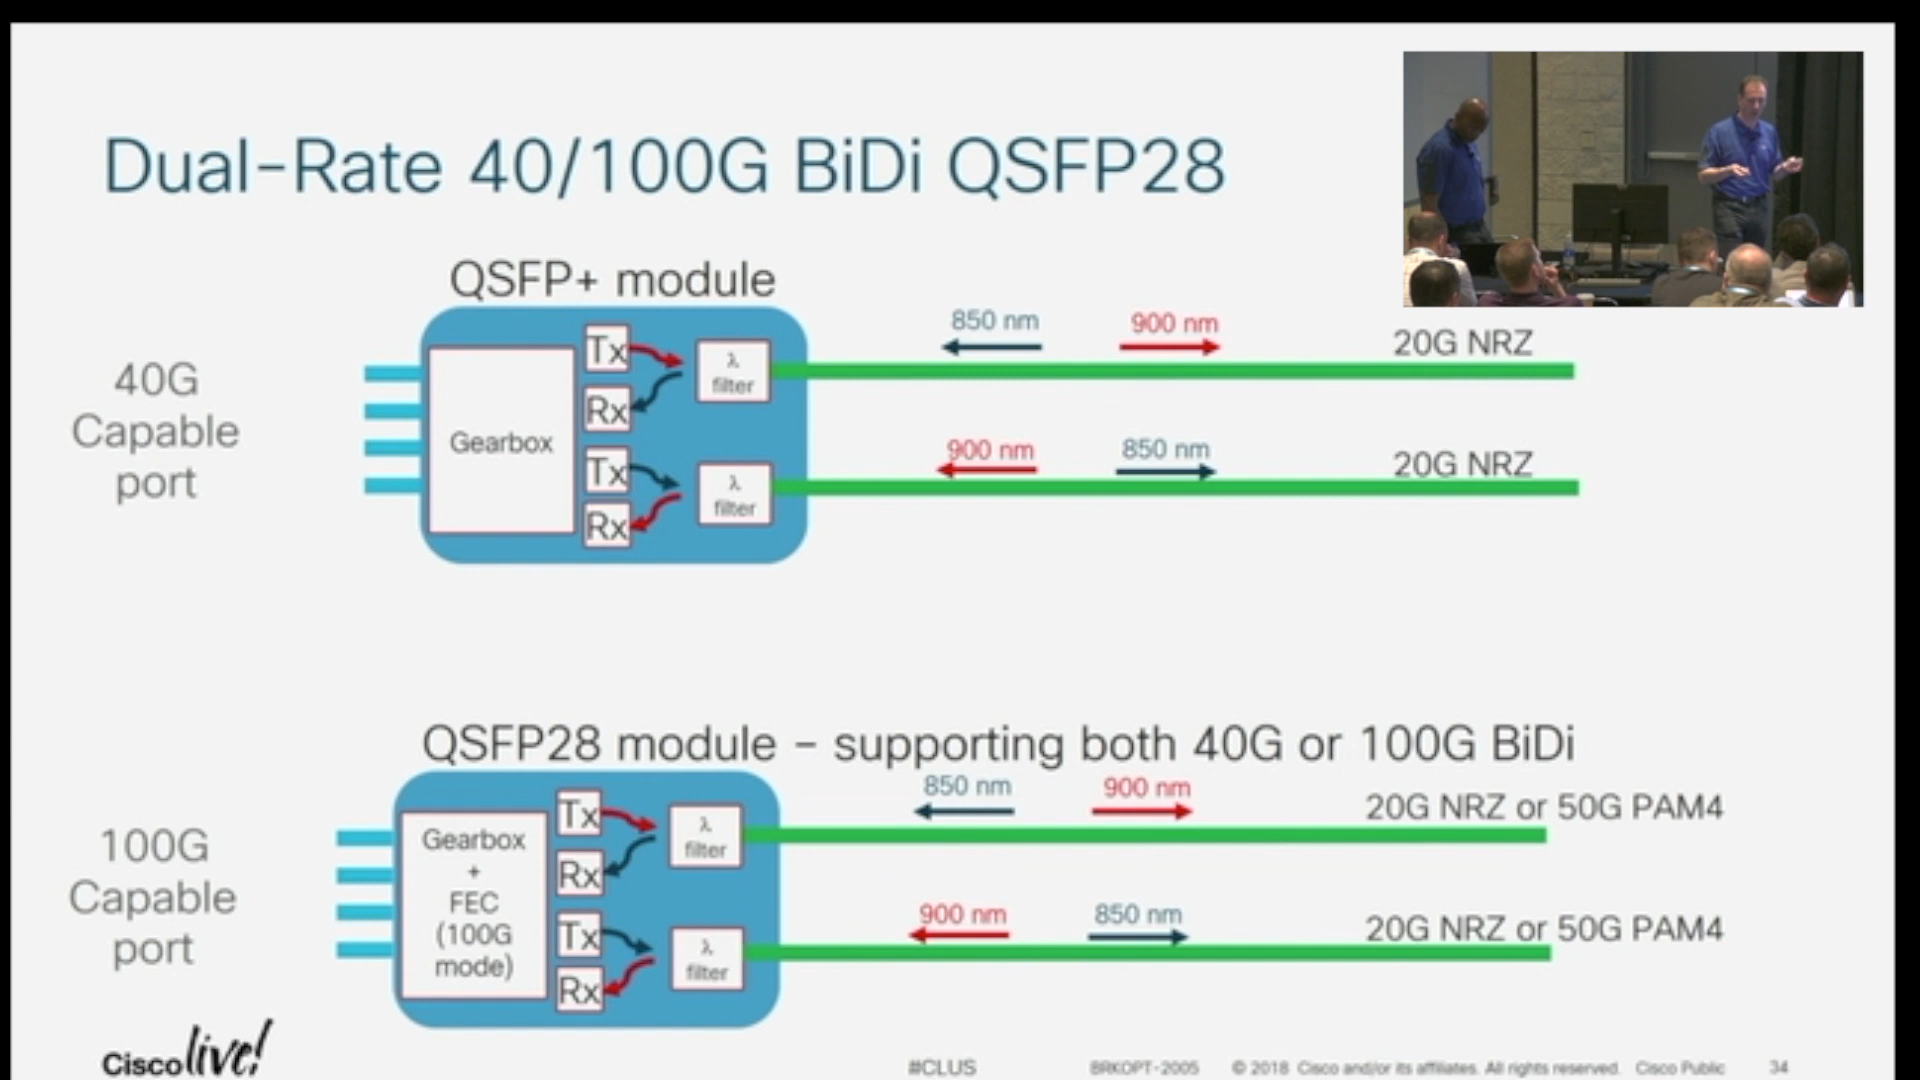 Dual-Rate 40/100G BiDi QSFP28
QSFP+ module
40G
Capable
port
Gearbox
Tx
Rx
Tx
Rx
λ
filter
λ
filter
850 nm
900 nm
20G NRZ
900 nm
850 nm
20G NRZ
QSFP28 module – supporting both 40G or 100G BiDi
100G
Capable
port
Gearbox
+
FEC
(100G
mode)
Tx
Rx
Tx
Rx
λ
filter
λ
filter
850 nm
900 nm
20G NRZ or 50G PAM4
900 nm
850 nm
20G NRZ or 50G PAM4
Cisco live!
#CLUS
BRKOPT-2005
© 2018 Cisco and/or its affiliates. All rights reserved. Cisco Public
34